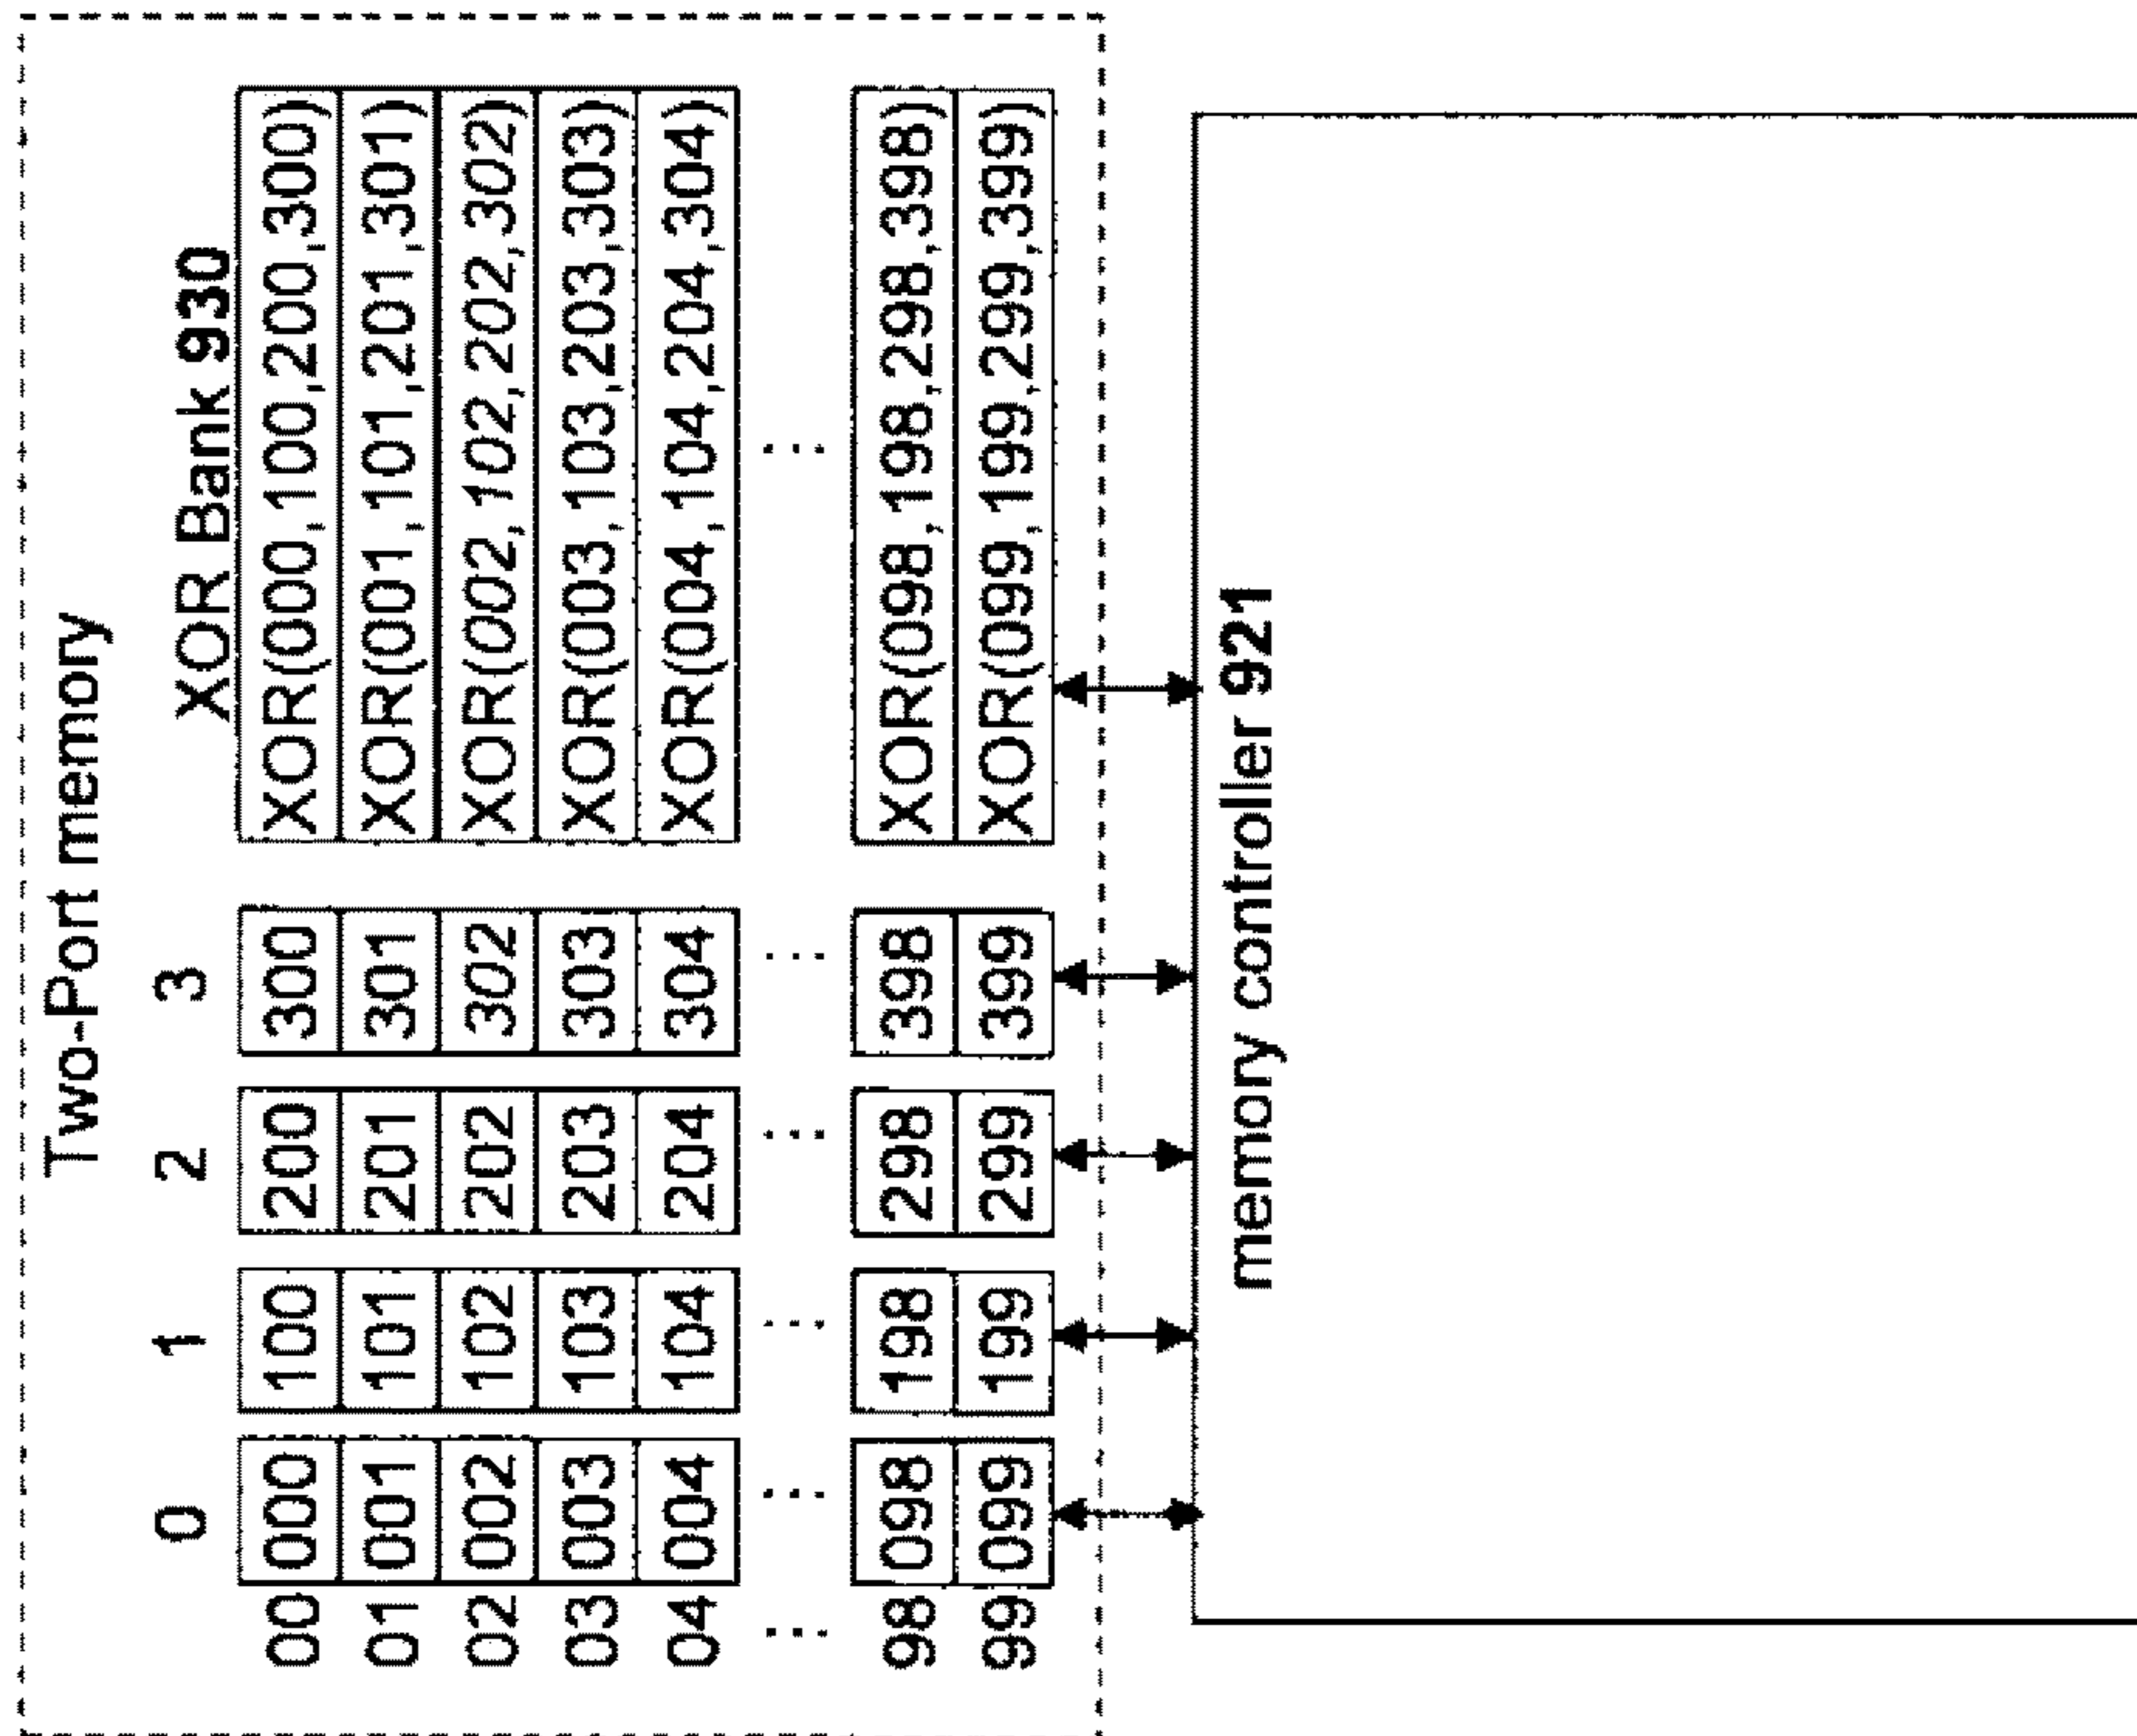 Two-Port memory
0 1 2 3 XOR Bank 930
00 000 100 200 300 XOR(000,100,200,300)
01 001 101 201 301 XOR(001,101,201,301)
02 002 102 202 302 XOR(002,102,202,302)
03 003 103 203 303 XOR(003,103,203,303)
04 004 104 204 304 XOR(004,104,204,304)
... ... ... ... ... ...
98 098 198 298 398 XOR(098,198,298,398)
99 099 199 299 399 XOR(099,199,299,399)
memory controller 921